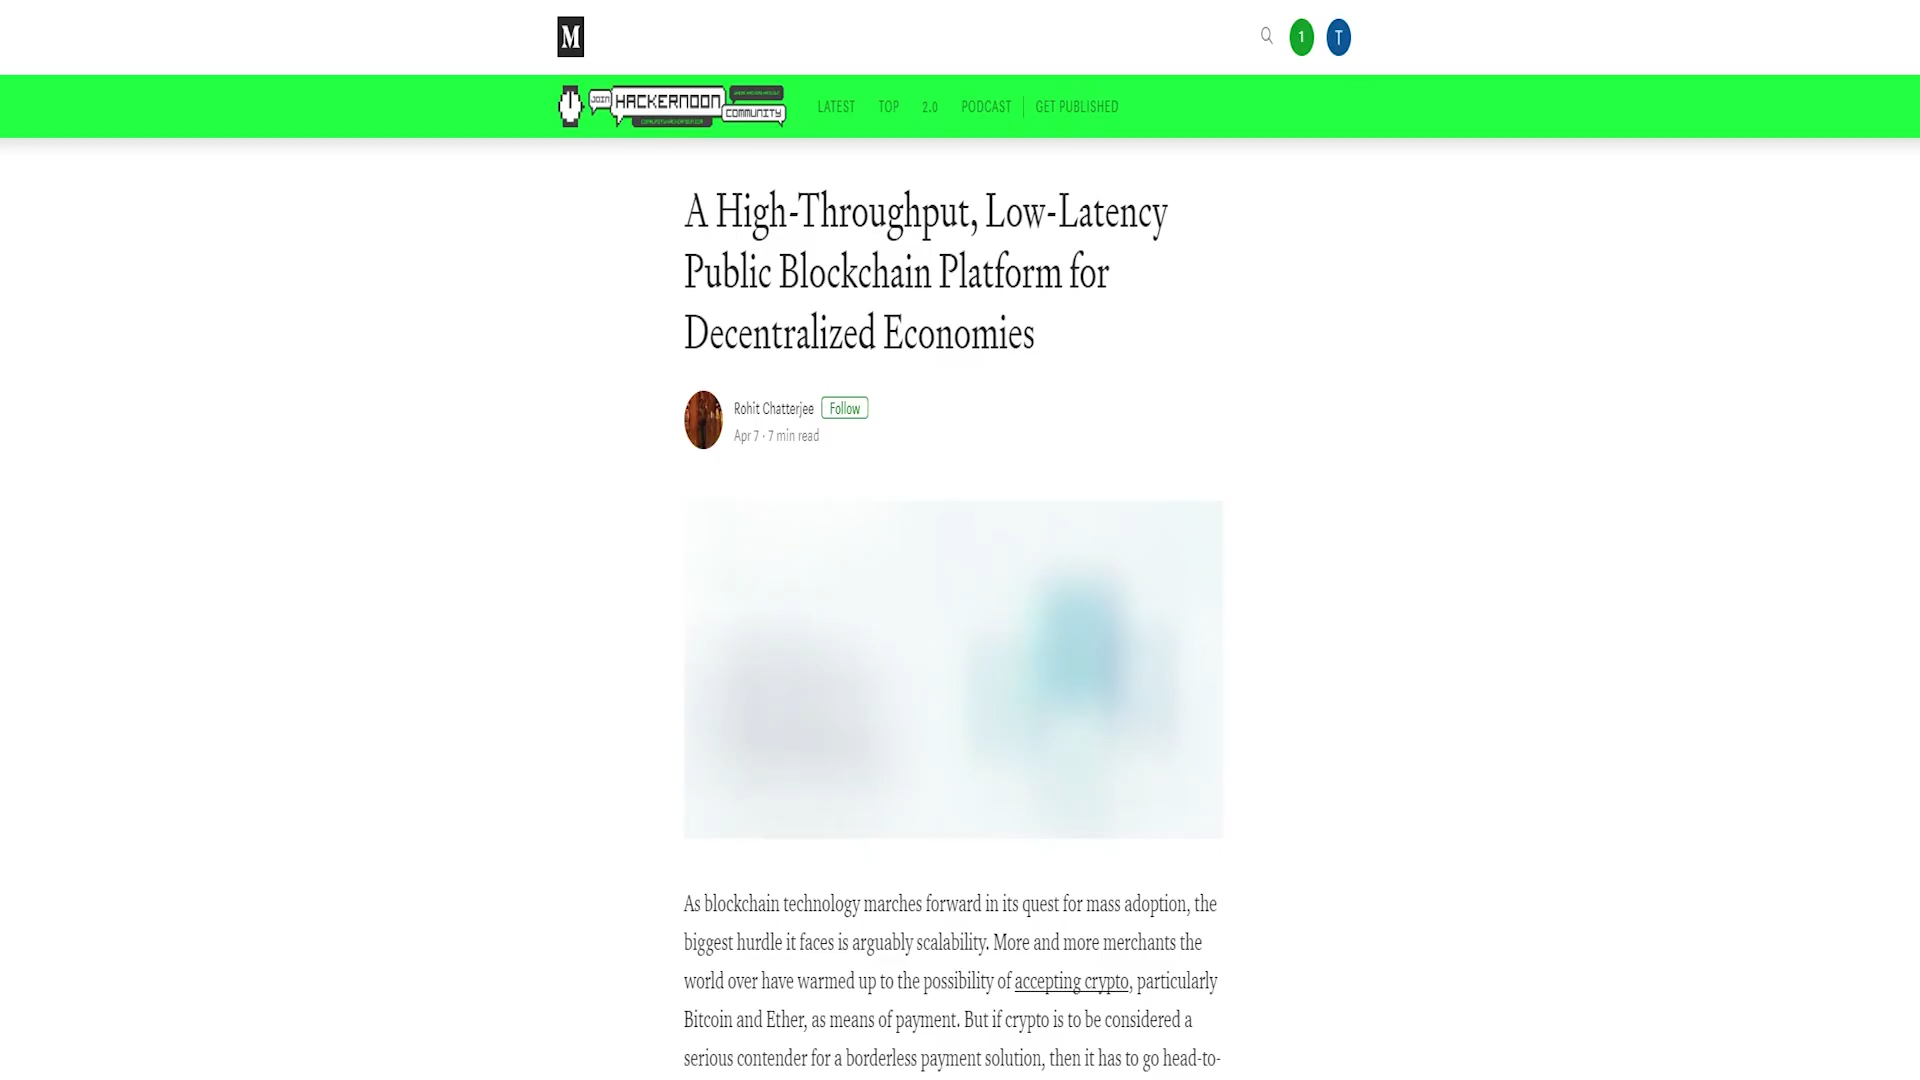 M
1
T
JOIN HACKERNOON COMMUNITY
LATEST TOP 2.0 PODCAST GET PUBLISHED
A High-Throughput, Low-Latency
Public Blockchain Platform for
Decentralized Economies
Rohit Chatterjee Follow
Apr 7 · 7 min read
As blockchain technology marches forward in its quest for mass adoption, the
biggest hurdle it faces is arguably scalability. More and more merchants the
world over have warmed up to the possibility of accepting crypto, particularly
Bitcoin and Ether, as means of payment. But if crypto is to be considered a
serious contender for a borderless payment solution, then it has to go head-to-